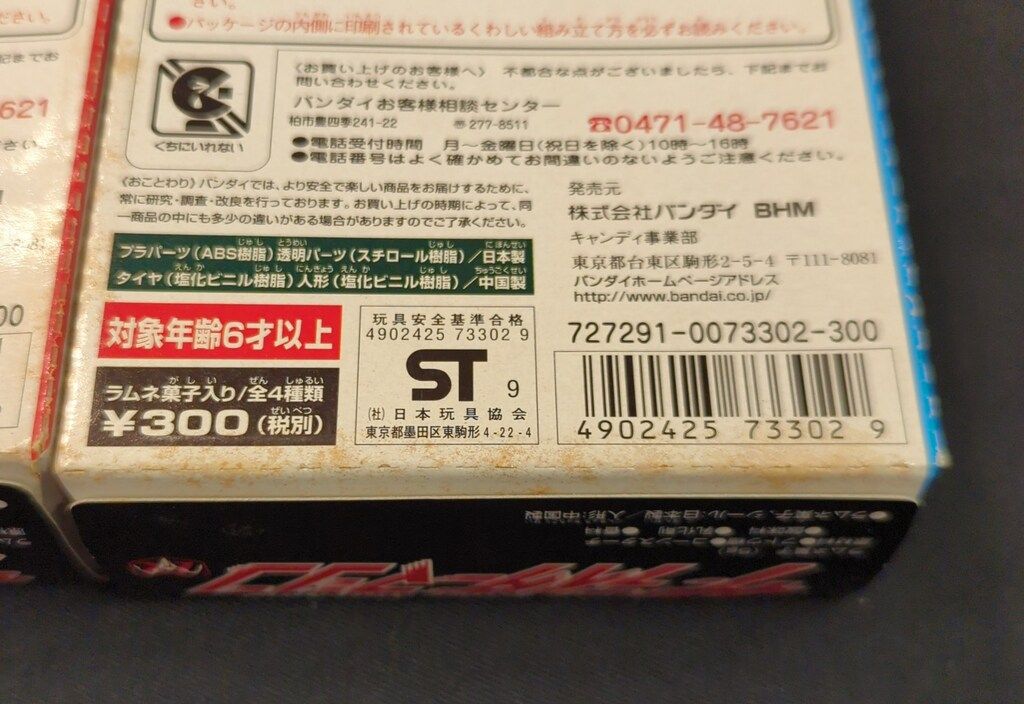 さい。
●パッケージの内側に印刷されているくわしい組み立て方を必ずお読みください。
くちにいれない
《お買い上げのお客様へ》 不都合な点がございましたら、下記までお
問い合わせください。
バンダイお客様相談センター
柏市豊四季241-22 〠277-8511 ☎0471-48-7621
●電話受付時間 月～金曜日(祝日を除く)10時～16時
●電話番号はよく確かめてお間違いのないようご注意ください。
《おことわり》バンダイでは、より安全で楽しい商品をお届けするために、
常に研究・調査・改良を行っております。お買い上げの時期によって、同
一商品の中にも多少の違いがある場合がありますのでご了承ください。
プラパーツ(ABS樹脂)透明パーツ(スチロール樹脂)/日本製
タイヤ(塩化ビニル樹脂)人形(塩化ビニル樹脂)/中国製
対象年齢6才以上
ラムネ菓子入り/全4種類
¥300(税別)
玩具安全基準合格
4902425 73302 9
ST 9
(社)日本玩具協会
東京都墨田区東駒形4-22-4
発売元
株式会社バンダイ BHM
キャンディ事業部
東京都台東区駒形2-5-4 〒111-8081
バンダイホームページアドレス
http://www.bandai.co.jp/
727291-0073302-300
4902425 73302 9
●ラムネ菓子、シール:日本製/人形:中国製
7621
00